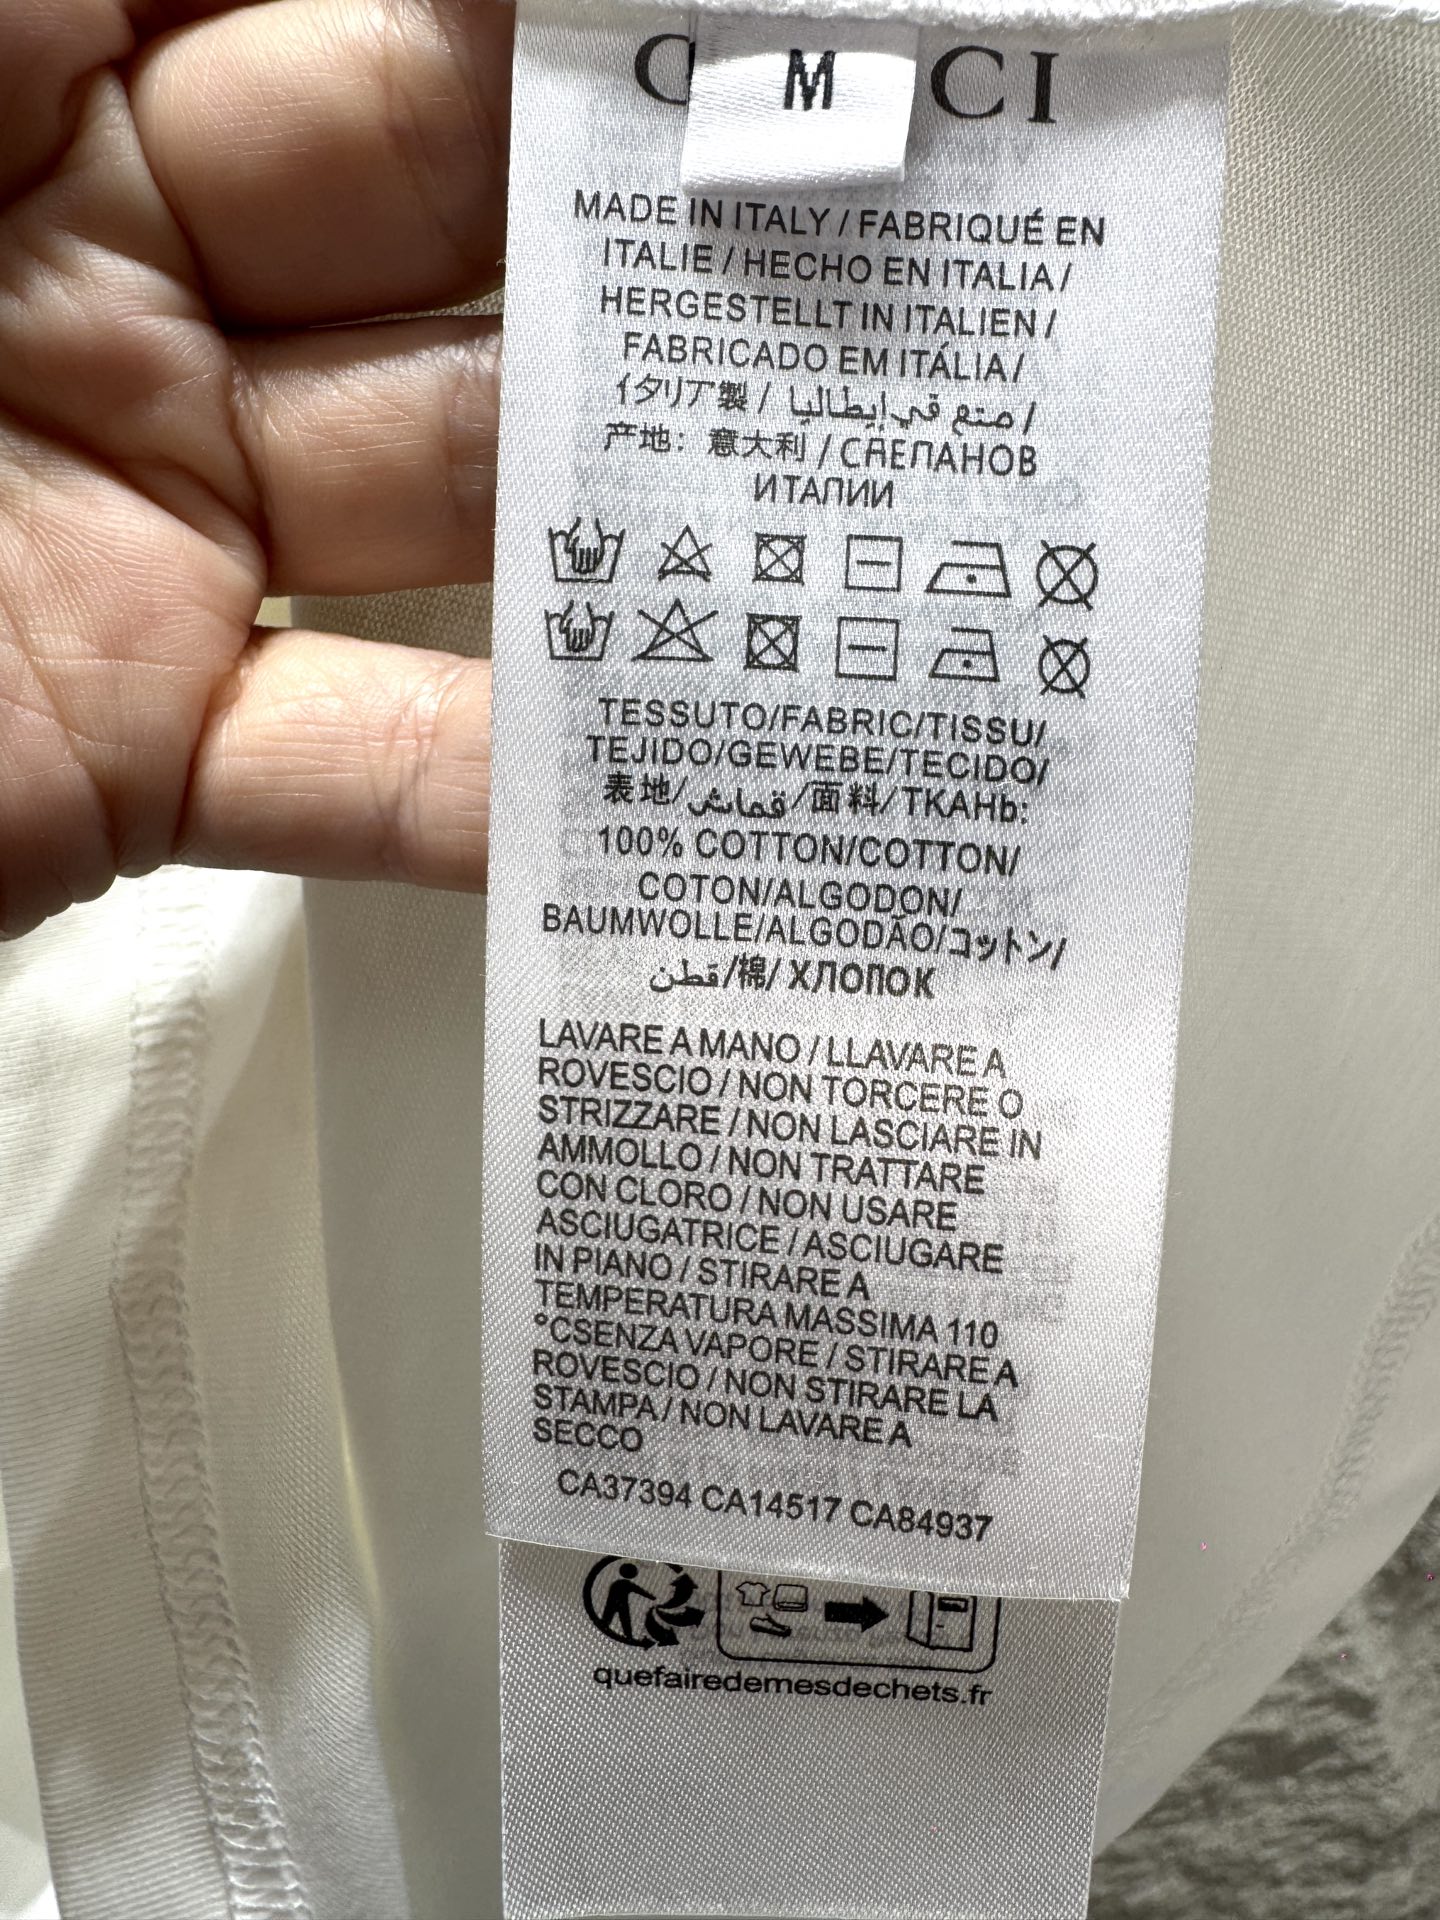 M
G CCI
MADE IN ITALY / FABRIQUÉ EN
ITALIE / HECHO EN ITALIA /
HERGESTELLT IN ITALIEN /
FABRICADO EM ITÁLIA /
イタリア製 / صنع في إيطاليا /
产地: 意大利 / СДЕПАНОВ
ИТАПИИ
TESSUTO/FABRIC/TISSU/
TEJIDO/GEWEBE/TECIDO/
表地/قماش/面料/TKAHb:
100% COTTON/COTTON/
COTON/ALGODON/
BAUMWOLLE/ALGODÃO/コットン/
قطن/棉/ ХЛОПОК
LAVARE A MANO / LLAVARE A
ROVESCIO / NON TORCERE O
STRIZZARE / NON LASCIARE IN
AMMOLLO / NON TRATTARE
CON CLORO / NON USARE
ASCIUGATRICE / ASCIUGARE
IN PIANO / STIRARE A
TEMPERATURA MASSIMA 110
°CSENZA VAPORE / STIRARE A
ROVESCIO / NON STIRARE LA
STAMPA / NON LAVARE A
SECCO
CA37394 CA14517 CA84937
quefairedemesdechets.fr